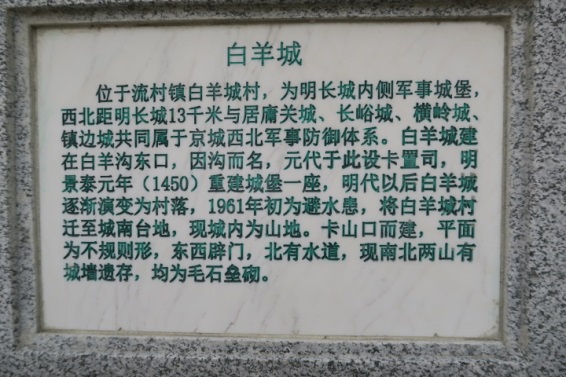 白羊城
位于流村镇白羊城村，为明长城内侧军事城堡，
西北距明长城13千米与居庸关城、长峪城、横岭城、
镇边城共同属于京城西北军事防御体系。白羊城建
在白羊沟东口，因沟而名，元代于此设卡置司，明
景泰元年（1450）重建城堡一座，明代以后白羊城
逐渐演变为村落，1961年初为避水患，将白羊城村
迁至城南台地，现城内为山地。卡山口而建，平面
为不规则形，东西辟门，北有水道，现南北两山有
城墙遗存，均为毛石垒砌。